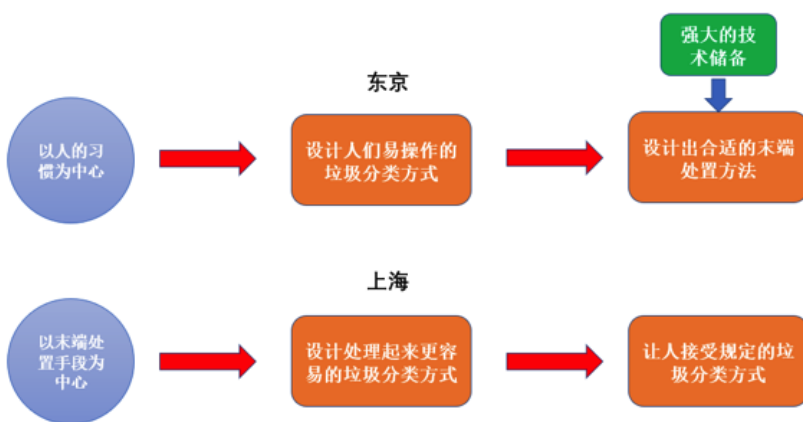 强大的技
术储备
东京
以人的习
惯为中心
设计人们易操作的
垃圾分类方式
设计出合适的末端
处置方法
上海
以末端处
置手段为
中心
设计处理起来更容
易的垃圾分类方式
让人接受规定的垃
圾分类方式